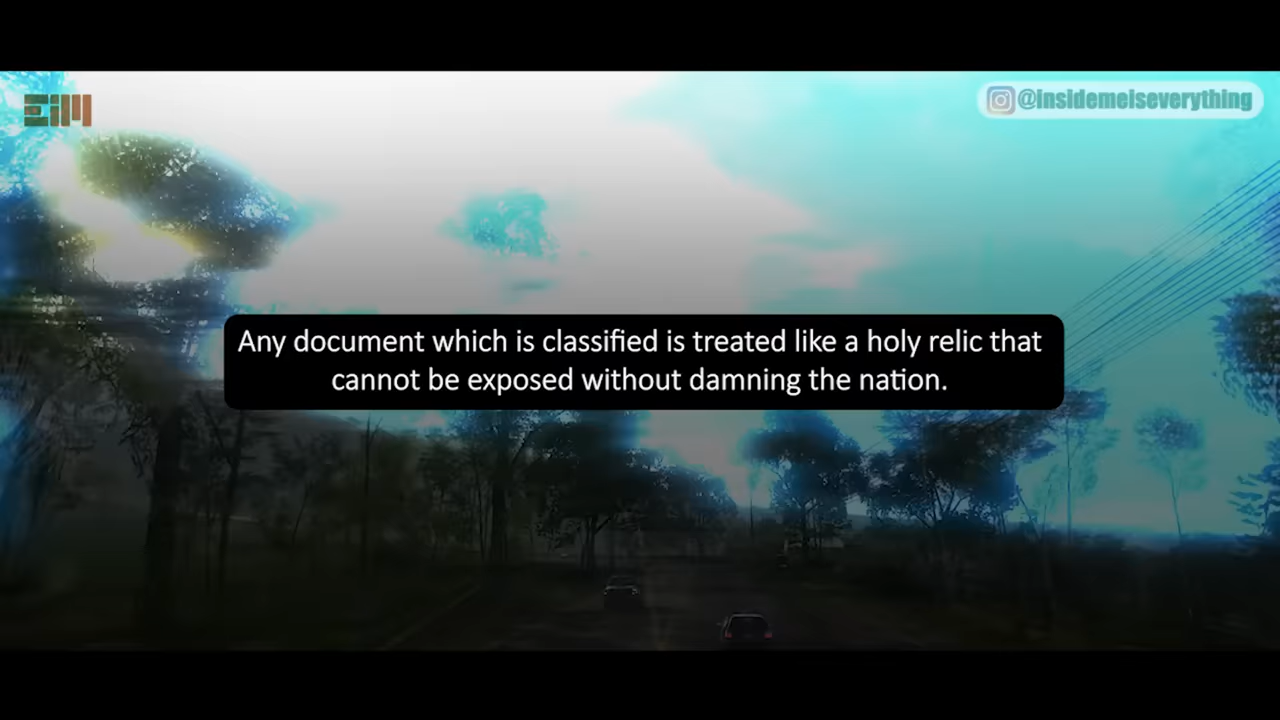 EiM
@insidemeiseverything
Any document which is classified is treated like a holy relic that
cannot be exposed without damning the nation.